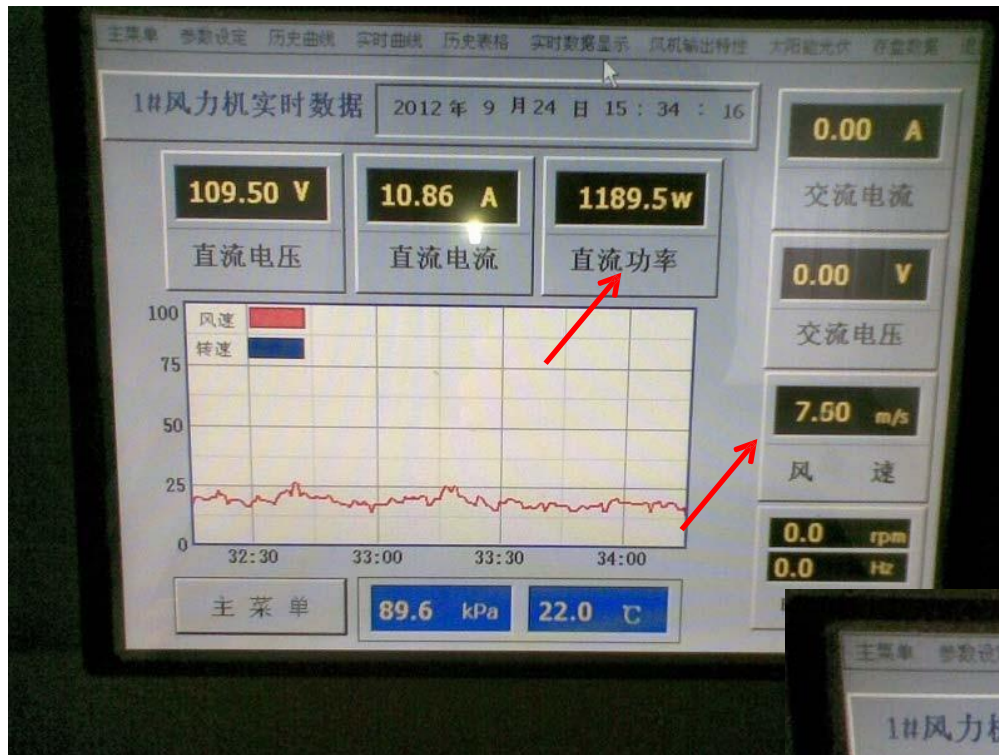 主菜单 参数设定 历史曲线 实时曲线 历史表格 实时数据显示 风机输出特性 太阳能光伏 存盘数据
1#风力机实时数据
2012 年 9 月 24 日 15 : 34 : 16
0.00 A
交流电流
109.50 V
直流电压
10.86 A
直流电流
1189.5 w
直流功率
0.00 V
交流电压
100
75
50
25
0
风速
转速
32:30 33:00 33:30 34:00
7.50 m/s
风 速
0.0 rpm
0.0 Hz
主 菜 单
89.6 kPa
22.0 ℃
主菜单 参数设
1#风力